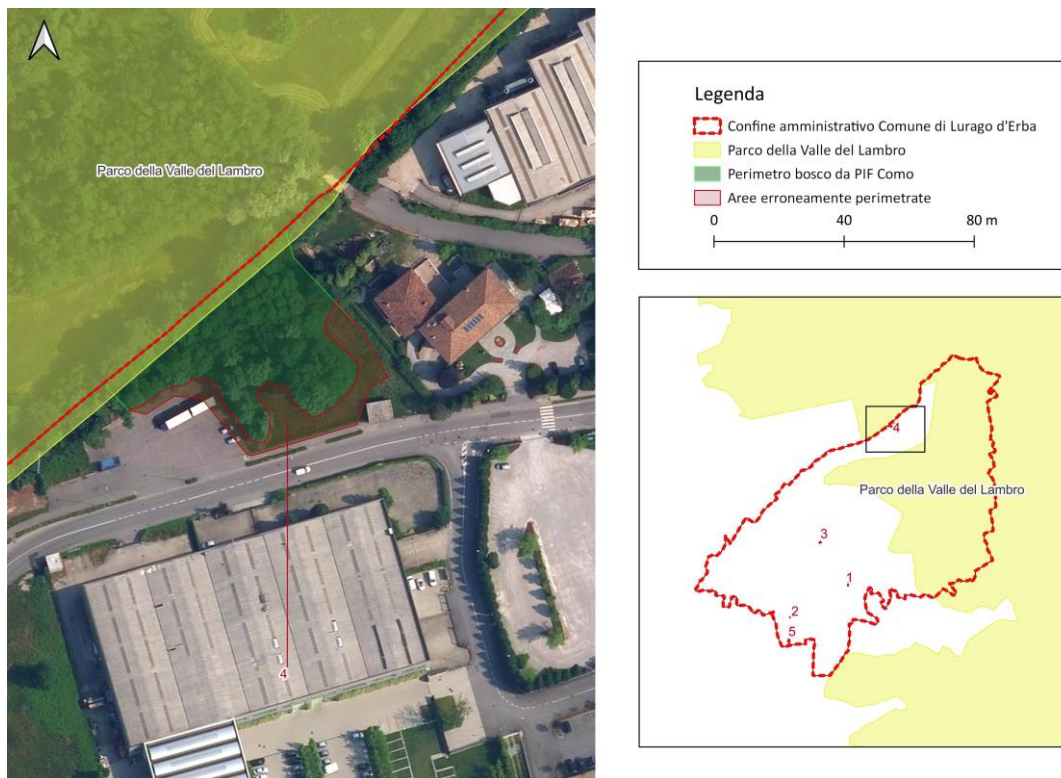 Parco della Valle del Lambro
4
Legenda
Confine amministrativo Comune di Lurago d'Erba
Parco della Valle del Lambro
Perimetro bosco da PIF Como
Aree erroneamente perimetrate
0 40 80 m
4
Parco della Valle del Lambro
3
1
2
5